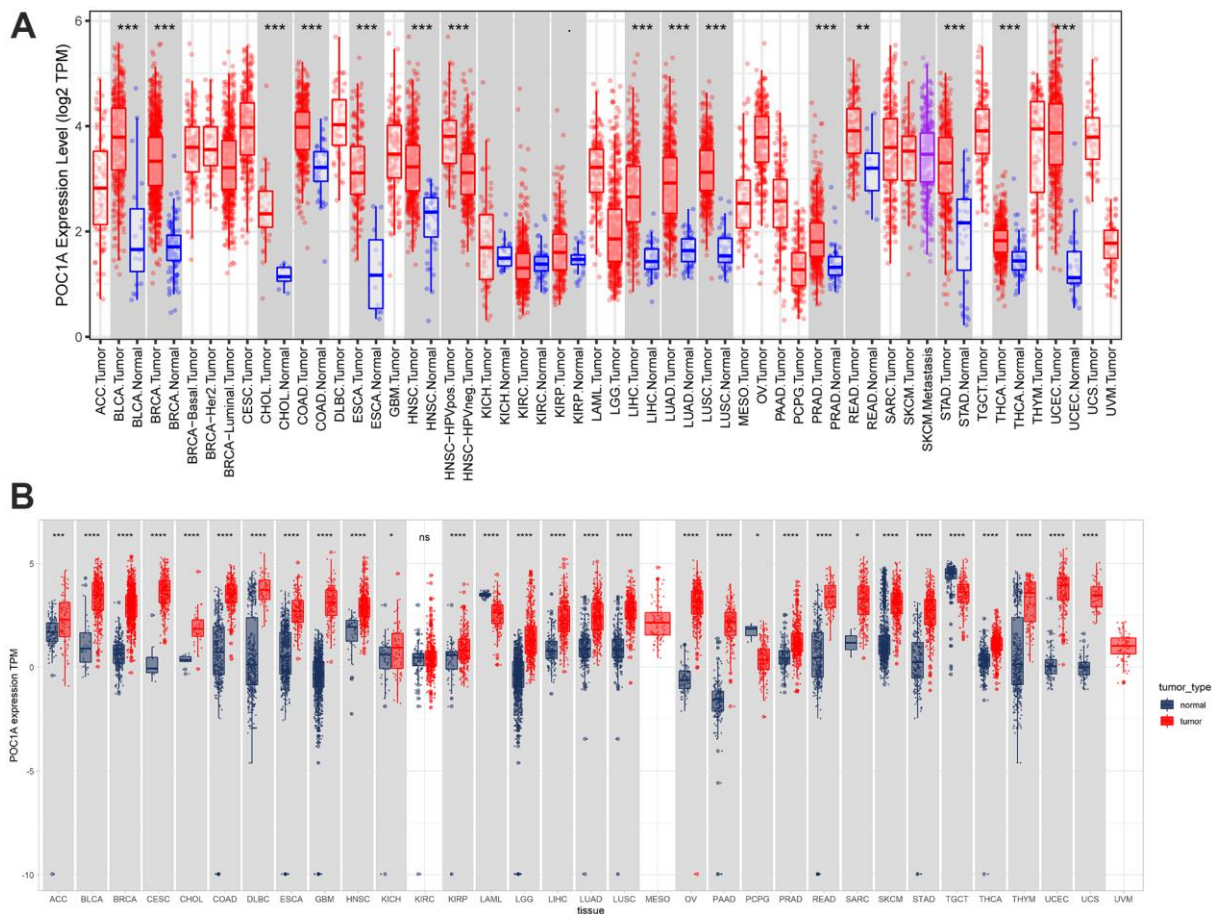 A
*** *** *** *** *** *** *** . *** *** *** *** ** *** *** ***
POC1A Expression Level (log2 TPM)
6
4
2
0
ACC.Tumor
BLCA.Tumor
BLCA.Normal
BRCA.Tumor
BRCA.Normal
BRCA-Basal.Tumor
BRCA-Her2.Tumor
BRCA-Luminal.Tumor
CESC.Tumor
CHOL.Tumor
CHOL.Normal
COAD.Tumor
COAD.Normal
DLBC.Tumor
ESCA.Tumor
ESCA.Normal
GBM.Tumor
HNSC.Tumor
HNSC.Normal
HNSC-HPVpos.Tumor
HNSC-HPVneg.Tumor
KICH.Tumor
KICH.Normal
KIRC.Tumor
KIRC.Normal
KIRP.Tumor
KIRP.Normal
LAML.Tumor
LGG.Tumor
LIHC.Tumor
LIHC.Normal
LUAD.Tumor
LUAD.Normal
LUSC.Tumor
LUSC.Normal
MESO.Tumor
OV.Tumor
PAAD.Tumor
PCPG.Tumor
PRAD.Tumor
PRAD.Normal
READ.Tumor
READ.Normal
SARC.Tumor
SKCM.Tumor
SKCM.Metastasis
STAD.Tumor
STAD.Normal
TGCT.Tumor
THCA.Tumor
THCA.Normal
THYM.Tumor
UCEC.Tumor
UCEC.Normal
UCS.Tumor
UVM.Tumor
B
*** **** **** **** **** **** **** **** **** **** * ns **** **** **** **** **** **** **** **** * **** **** * **** **** **** **** **** **** ****
POC1A expression TPM
5
0
-5
-10
ACC BLCA BRCA CESC CHOL COAD DLBC ESCA GBM HNSC KICH KIRC KIRP LAML LGG LIHC LUAD LUSC MESO OV PAAD PCPG PRAD READ SARC SKCM STAD TGCT THCA THYM UCEC UCS UVM
tissue
tumor_type
normal
tumor